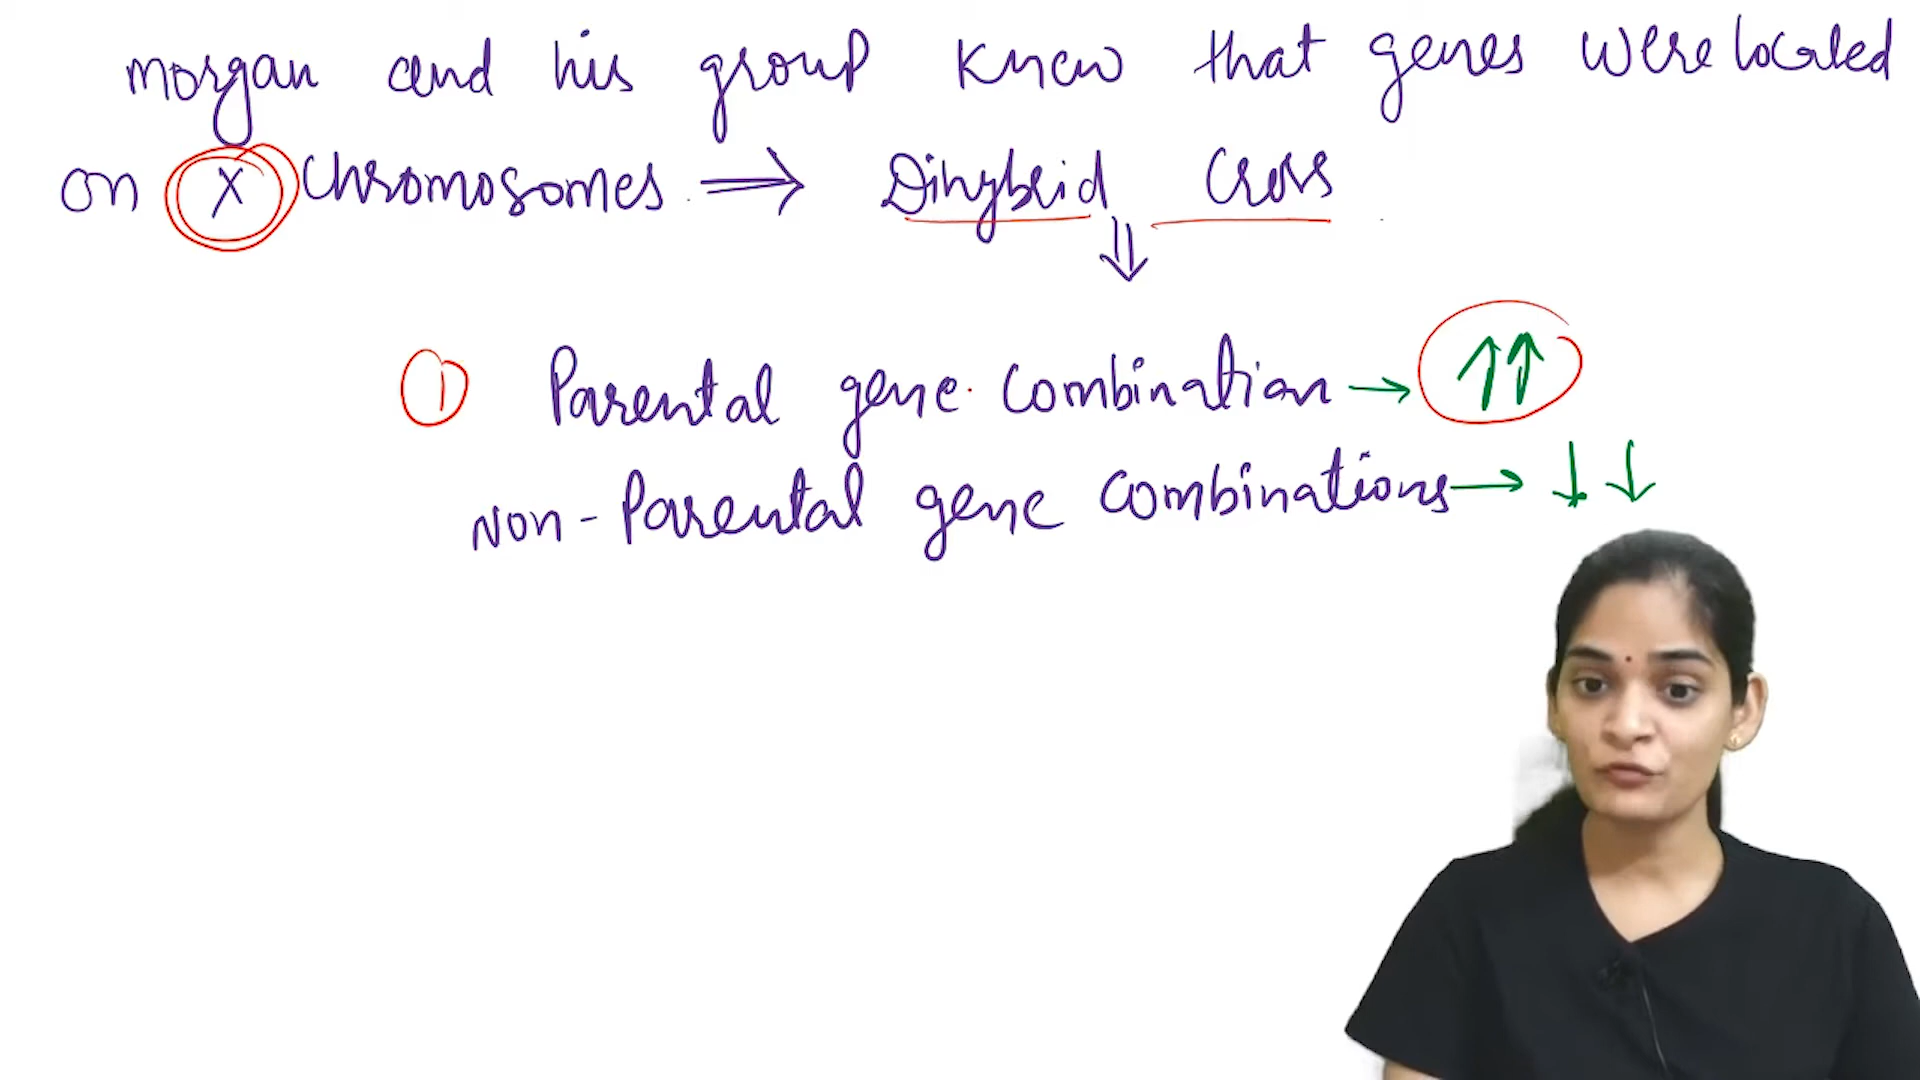 morgan and his group knew that genes were located
on X Chromosomes ⇒ Dihybrid Cross
⇓
① Parental gene combination → ↑↑
Non-Parental gene combinations → ↓↓